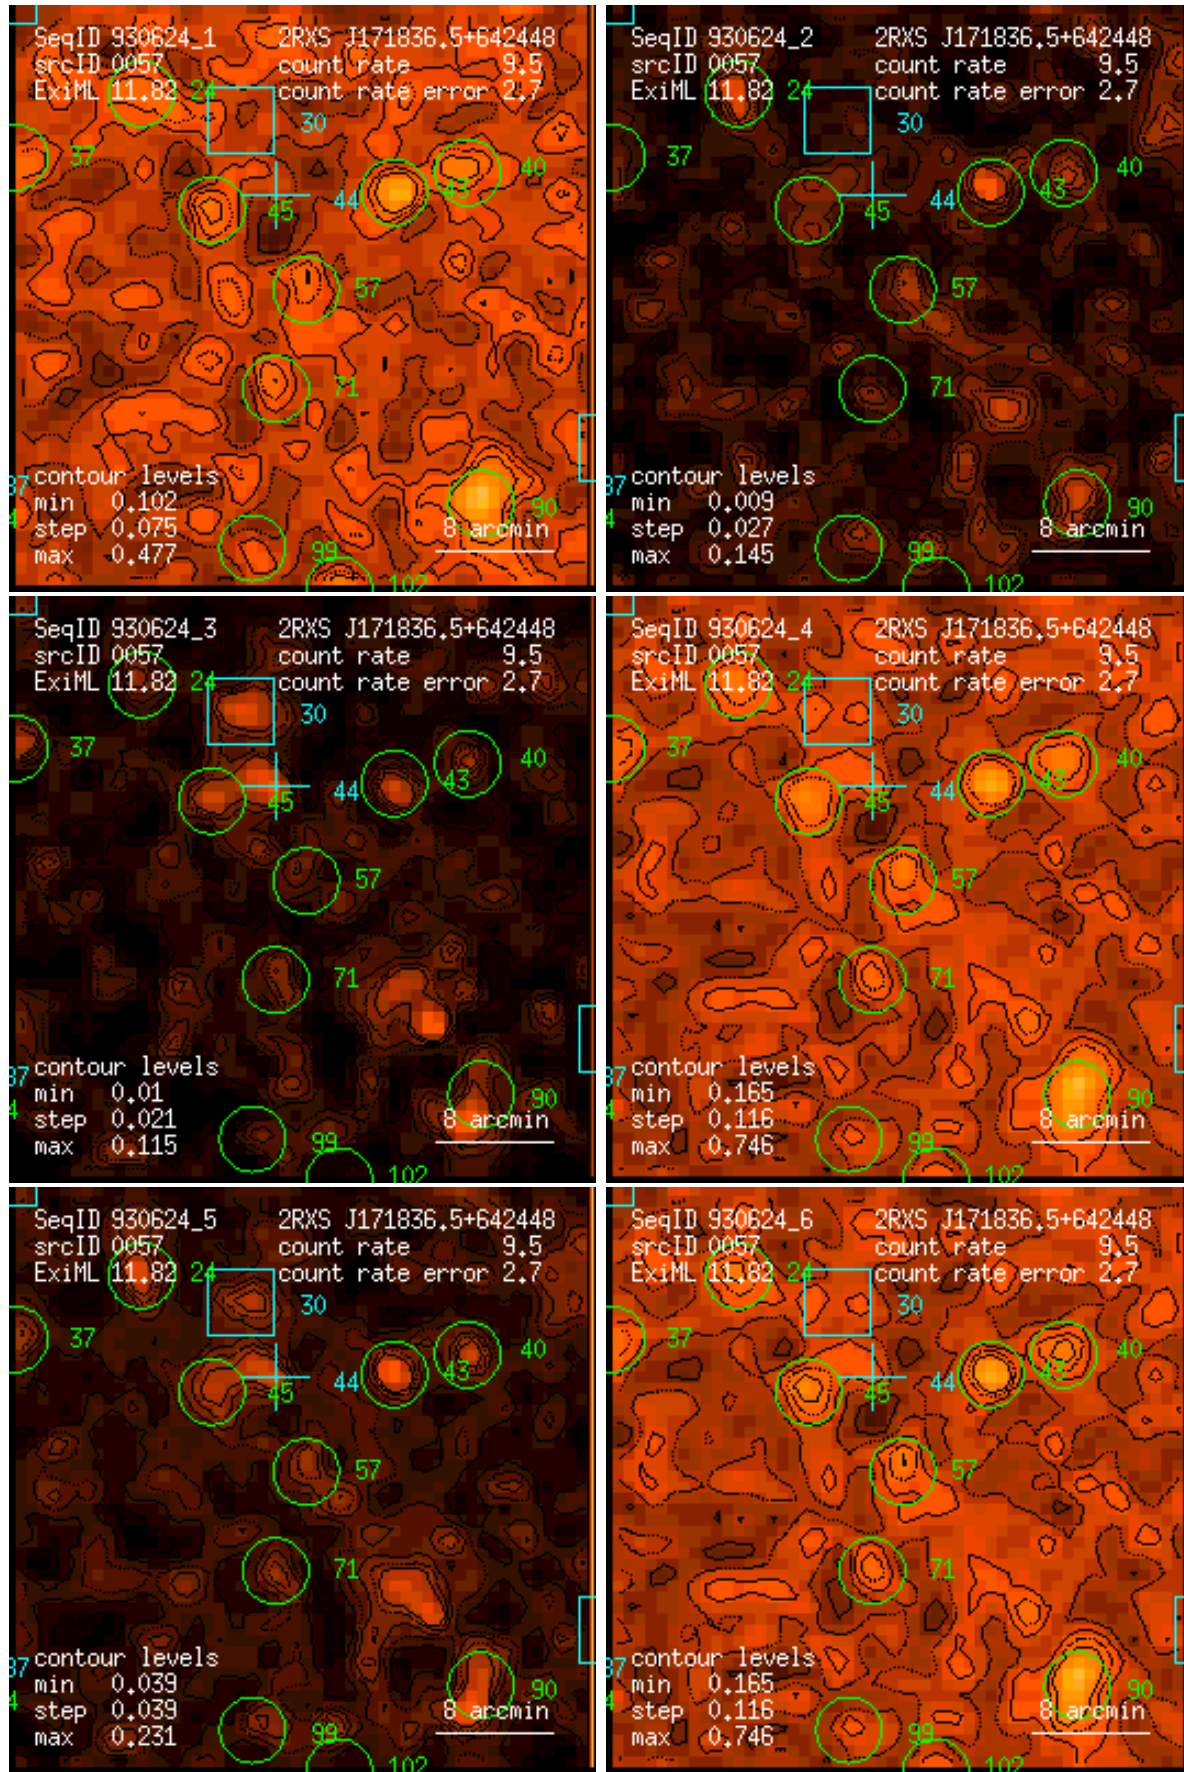 SeqID 930624_1 2RXS J171836.5+642448
srcID 0057 count rate 9.5
ExiML 11.82 24 count rate error 2.7
30
37
40
43
44
45
57
71
contour levels
37
min 0.102
4
step 0.075
90
8 arcmin
max 0.477
99
102
SeqID 930624_2 2RXS J171836.5+642448
srcID 0057 count rate 9.5
ExiML 11.82 24 count rate error 2.7
30
37
40
43
44
45
57
71
contour levels
37
min 0.009
4
step 0.027
90
8 arcmin
max 0.145
99
102
SeqID 930624_3 2RXS J171836.5+642448
srcID 0057 count rate 9.5
ExiML 11.82 24 count rate error 2.7
30
37
40
43
44
45
57
71
contour levels
37
min 0.01
4
step 0.021
90
8 arcmin
max 0.115
99
102
SeqID 930624_4 2RXS J171836.5+642448
srcID 0057 count rate 9.5
ExiML 11.82 24 count rate error 2.7
30
37
40
43
44
45
57
71
contour levels
37
min 0.165
4
step 0.116
90
8 arcmin
max 0.746
99
102
SeqID 930624_5 2RXS J171836.5+642448
srcID 0057 count rate 9.5
ExiML 11.82 24 count rate error 2.7
30
37
40
43
44
45
57
71
contour levels
37
min 0.039
4
step 0.039
90
8 arcmin
max 0.231
99
102
SeqID 930624_6 2RXS J171836.5+642448
srcID 0057 count rate 9.5
ExiML 11.82 24 count rate error 2.7
30
37
40
43
44
45
57
71
contour levels
37
min 0.165
4
step 0.116
90
8 arcmin
max 0.746
99
102